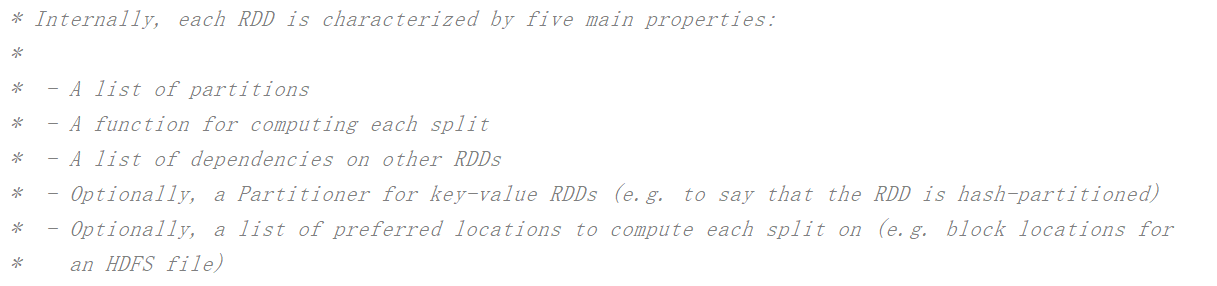 * Internally, each RDD is characterized by five main properties:
*
* - A list of partitions
* - A function for computing each split
* - A list of dependencies on other RDDs
* - Optionally, a Partitioner for key-value RDDs (e.g. to say that the RDD is hash-partitioned)
* - Optionally, a list of preferred locations to compute each split on (e.g. block locations for
* an HDFS file)